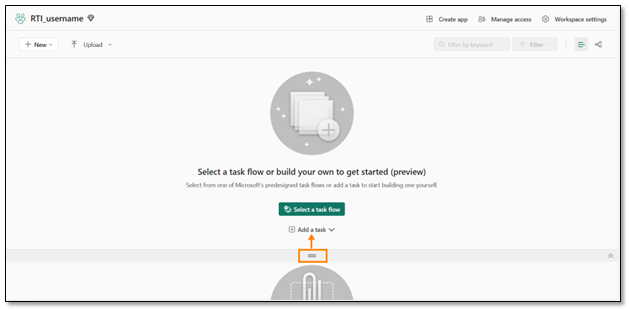 RTI_username
Create app
Manage access
Workspace settings
New
Upload
Filter by keyword
Filter
Select a task flow or build your own to get started (preview)
Select from one of Microsoft's predesigned task flows or add a task to start building one yourself.
Select a task flow
Add a task